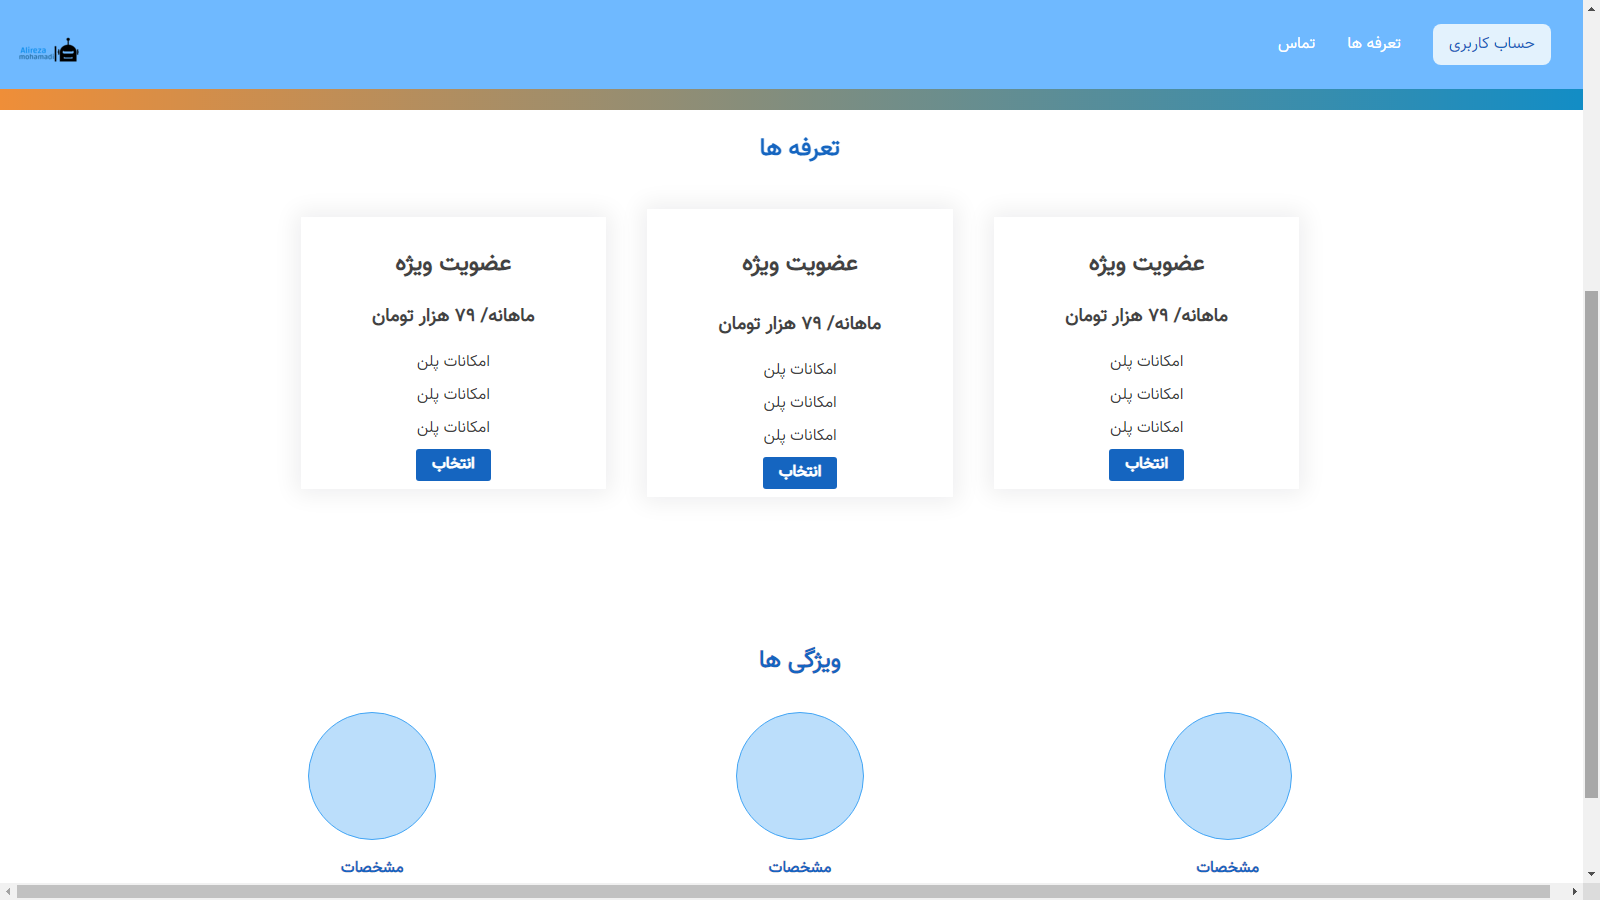 حساب کاربری
تعرفه ها
تماس
Alireza
mohamadi
تعرفه ها
عضویت ویژه
ماهانه/ ۷۹ هزار تومان
امکانات پلن
امکانات پلن
امکانات پلن
انتخاب
عضویت ویژه
ماهانه/ ۷۹ هزار تومان
امکانات پلن
امکانات پلن
امکانات پلن
انتخاب
عضویت ویژه
ماهانه/ ۷۹ هزار تومان
امکانات پلن
امکانات پلن
امکانات پلن
انتخاب
ویژگی ها
مشخصات
مشخصات
مشخصات